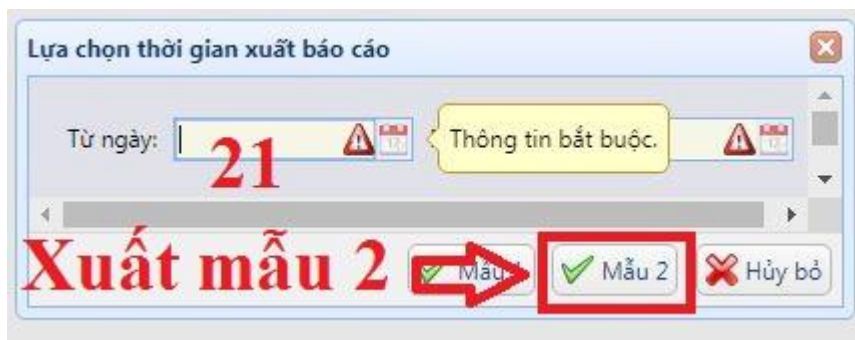 Lựa chọn thời gian xuất báo cáo
Từ ngày: Thông tin bắt buộc.
21
Xuất mẫu 2 Mẫu Mẫu 2 Hủy bỏ